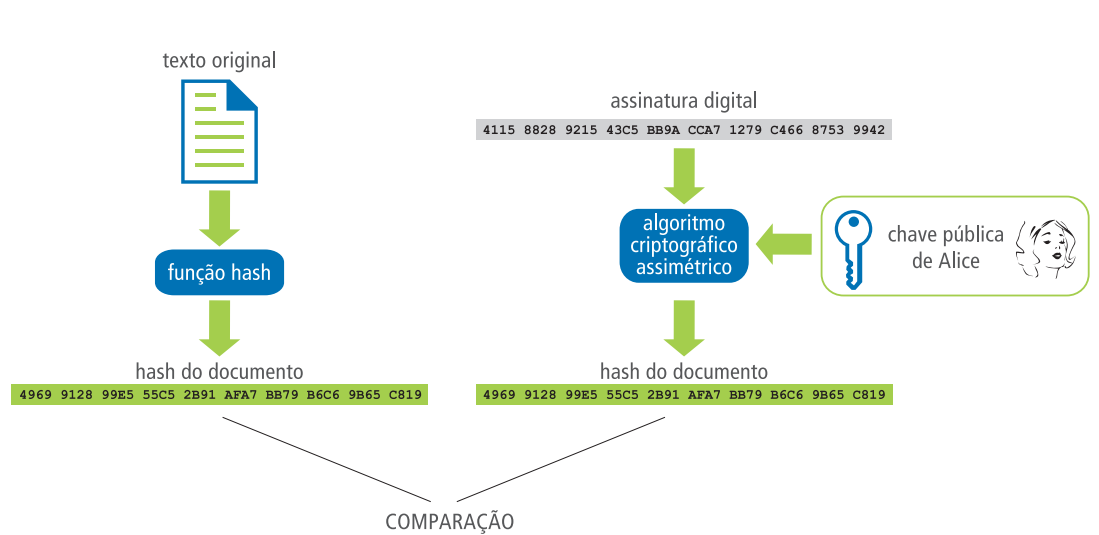 texto original
função hash
hash do documento
4969 9128 99E5 55C5 2B91 AFA7 BB79 B6C6 9B65 C819
assinatura digital
4115 8828 9215 43C5 BB9A CCA7 1279 C466 8753 9942
algoritmo
criptográfico
assimétrico
chave pública
de Alice
hash do documento
4969 9128 99E5 55C5 2B91 AFA7 BB79 B6C6 9B65 C819
COMPARAÇÃO